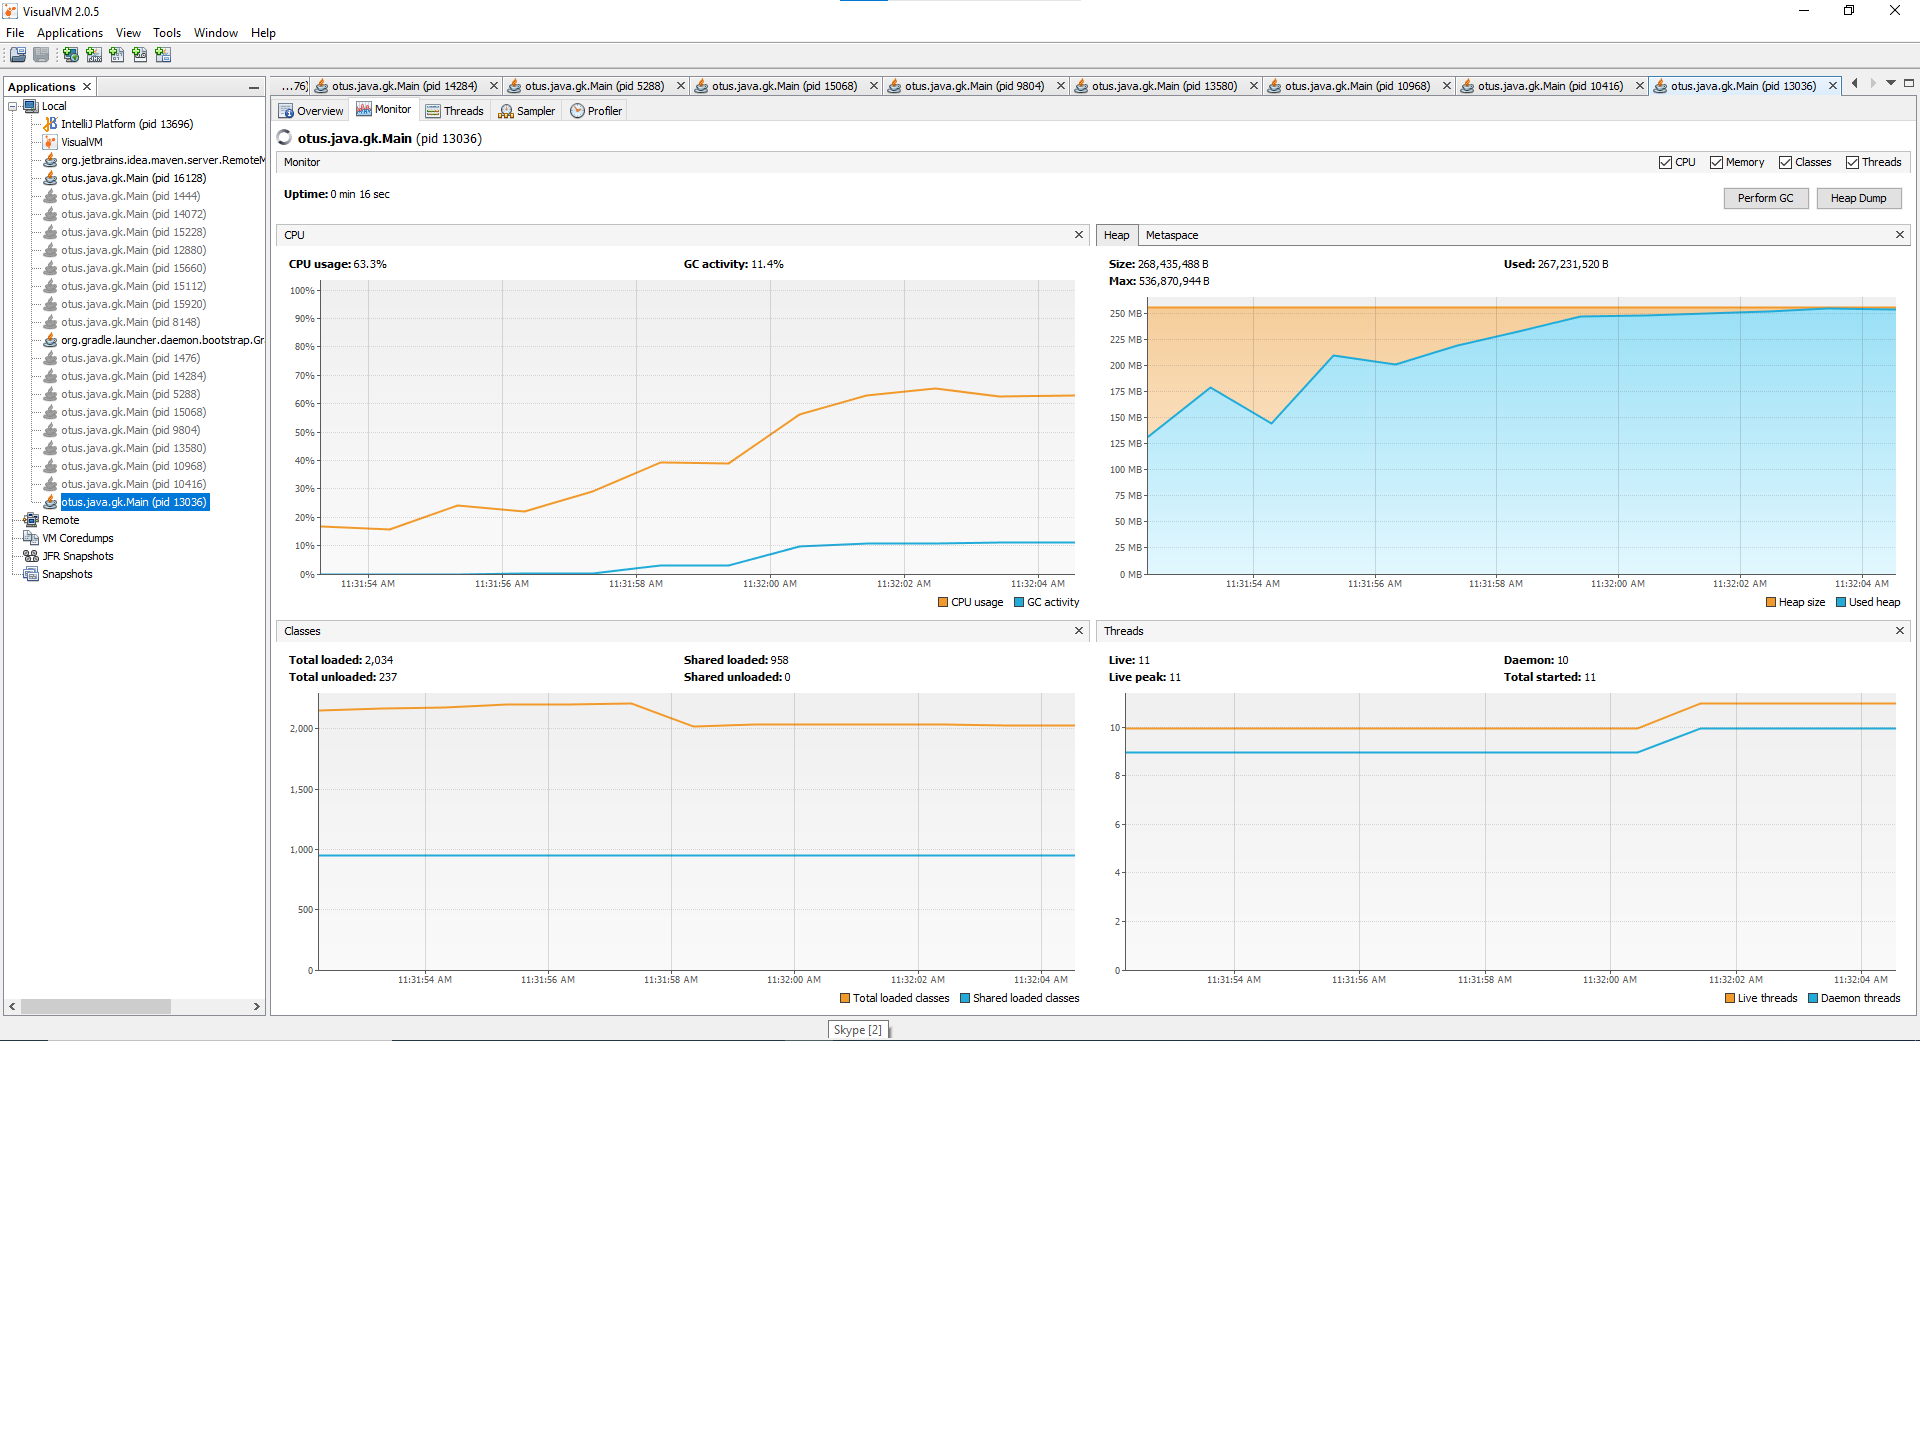 VisualVM 2.0.5
File Applications View Tools Window Help
Applications
Local
IntelliJ Platform (pid 13696)
VisualVM
org.jetbrains.idea.maven.server.RemoteM
otus.java.gk.Main (pid 16128)
otus.java.gk.Main (pid 1444)
otus.java.gk.Main (pid 14072)
otus.java.gk.Main (pid 15228)
otus.java.gk.Main (pid 12880)
otus.java.gk.Main (pid 15660)
otus.java.gk.Main (pid 15112)
otus.java.gk.Main (pid 15920)
otus.java.gk.Main (pid 8148)
org.gradle.launcher.daemon.bootstrap.Gr
otus.java.gk.Main (pid 1476)
otus.java.gk.Main (pid 14284)
otus.java.gk.Main (pid 5288)
otus.java.gk.Main (pid 15068)
otus.java.gk.Main (pid 9804)
otus.java.gk.Main (pid 13580)
otus.java.gk.Main (pid 10968)
otus.java.gk.Main (pid 10416)
otus.java.gk.Main (pid 13036)
Remote
VM Coredumps
JFR Snapshots
Snapshots
...76) otus.java.gk.Main (pid 14284) otus.java.gk.Main (pid 5288) otus.java.gk.Main (pid 15068) otus.java.gk.Main (pid 9804) otus.java.gk.Main (pid 13580) otus.java.gk.Main (pid 10968) otus.java.gk.Main (pid 10416) otus.java.gk.Main (pid 13036)
Overview Monitor Threads Sampler Profiler
otus.java.gk.Main (pid 13036)
Monitor CPU Memory Classes Threads
Uptime: 0 min 16 sec Perform GC Heap Dump
CPU
CPU usage: 63.3% GC activity: 11.4%
100%
90%
80%
70%
60%
50%
40%
30%
20%
10%
0%
11:31:54 AM 11:31:56 AM 11:31:58 AM 11:32:00 AM 11:32:02 AM 11:32:04 AM
CPU usage GC activity
Heap Metaspace
Size: 268,435,488 B Used: 267,231,520 B
Max: 536,870,944 B
250 MB
225 MB
200 MB
175 MB
150 MB
125 MB
100 MB
75 MB
50 MB
25 MB
0 MB
11:31:54 AM 11:31:56 AM 11:31:58 AM 11:32:00 AM 11:32:02 AM 11:32:04 AM
Heap size Used heap
Classes
Total loaded: 2,034 Shared loaded: 958
Total unloaded: 237 Shared unloaded: 0
2,000
1,500
1,000
500
0
11:31:54 AM 11:31:56 AM 11:31:58 AM 11:32:00 AM 11:32:02 AM 11:32:04 AM
Total loaded classes Shared loaded classes
Threads
Live: 11 Daemon: 10
Live peak: 11 Total started: 11
10
8
6
4
2
0
11:31:54 AM 11:31:56 AM 11:31:58 AM 11:32:00 AM 11:32:02 AM 11:32:04 AM
Live threads Daemon threads
Skype [2]